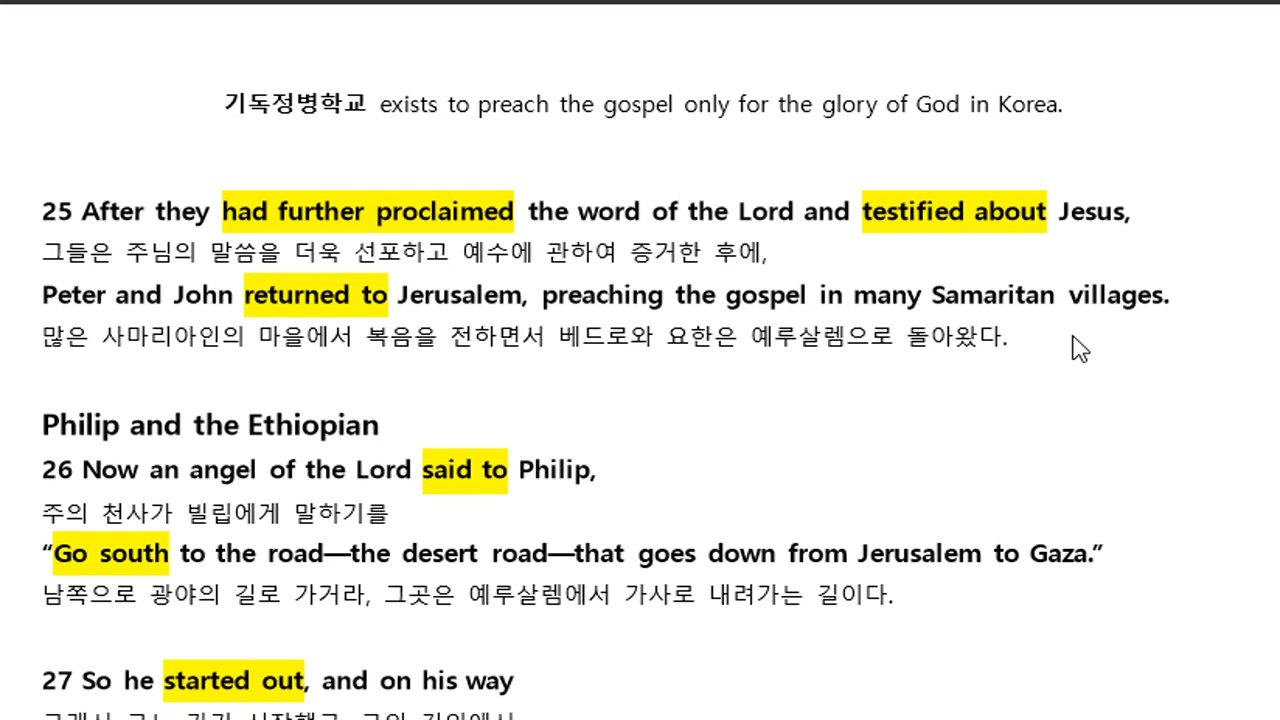 기독정병학교 exists to preach the gospel only for the glory of God in Korea.
25 After they had further proclaimed the word of the Lord and testified about Jesus,
그들은 주님의 말씀을 더욱 선포하고 예수에 관하여 증거한 후에,
Peter and John returned to Jerusalem, preaching the gospel in many Samaritan villages.
많은 사마리아인의 마을에서 복음을 전하면서 베드로와 요한은 예루살렘으로 돌아왔다.
Philip and the Ethiopian
26 Now an angel of the Lord said to Philip,
주의 천사가 빌립에게 말하기를
“Go south to the road—the desert road—that goes down from Jerusalem to Gaza.”
남쪽으로 광야의 길로 가거라, 그곳은 예루살렘에서 가사로 내려가는 길이다.
27 So he started out, and on his way